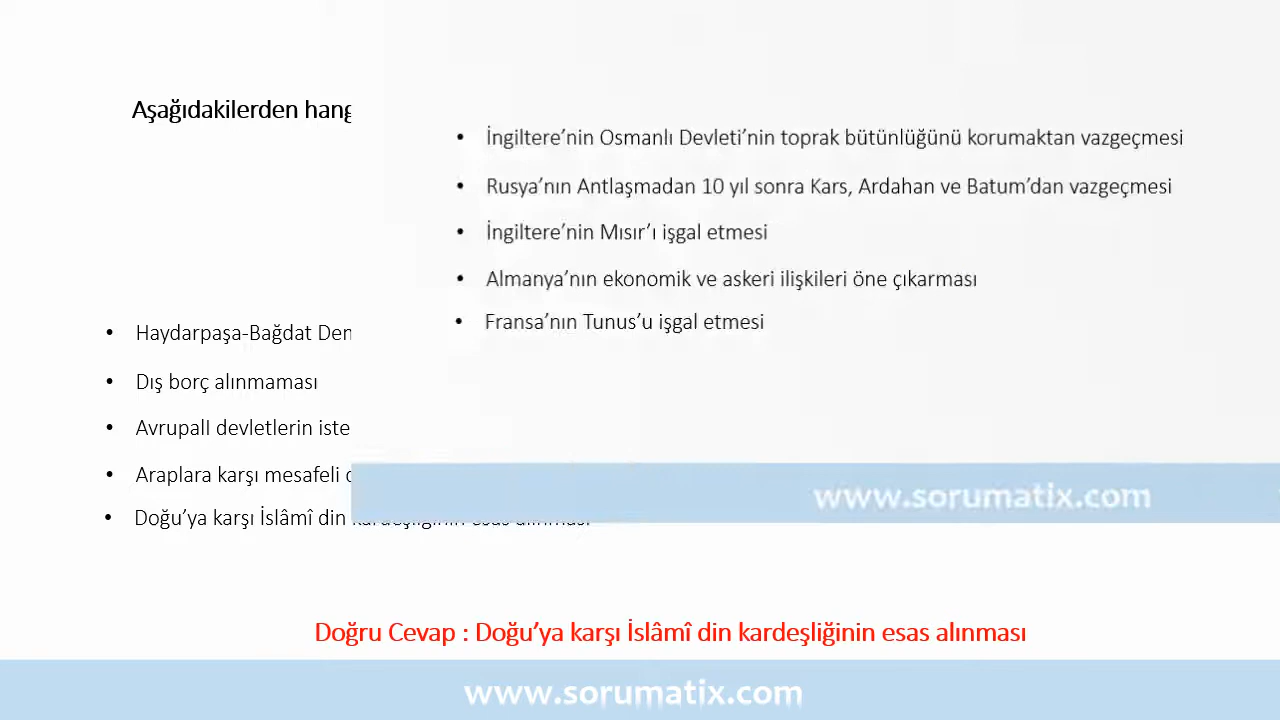 Aşağıdakilerden
İngiltere’nin Osmanlı Devleti’nin toprak bütünlüğünü korumaktan vazgeçmesi
Rusya’nın Antlaşmadan 10 yıl sonra Kars, Ardahan ve Batum’dan vazgeçmesi
İngiltere’nin Mısır’ı işgal etmesi
Almanya’nın ekonomik ve askeri ilişkileri öne çıkarması
Fransa’nın Tunus’u işgal etmesi
Haydarpaşa-Bağdat
Dış borç alınmaması
Avrupalı devletlerin
Araplara karşı mesafeli
www.sorumatix.com
Doğu’ya karşı İslâmî din kardeşliğinin esas alınması
Doğru Cevap : Doğu’ya karşı İslâmî din kardeşliğinin esas alınması
www.sorumatix.com